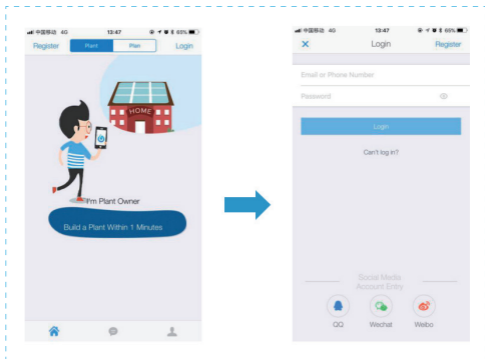 中国移动 4G 13:47 65%
Register Plant Plan Login
HOME
I'm Plant Owner
Build a Plant Within 1 Minutes
中国移动 4G 13:47 65%
Login Register
Email or Phone Number
Password
Login
Can't log in?
Social Media
Account Entry
QQ Wechat Weibo